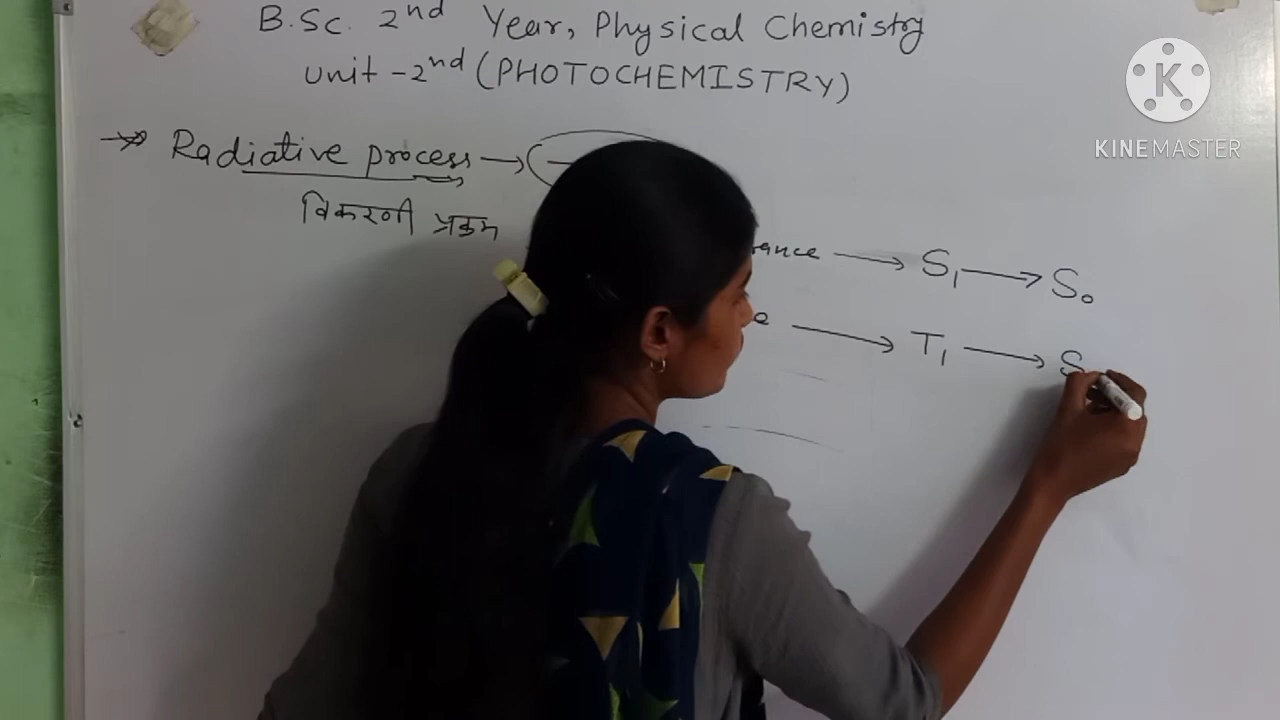 B.Sc. 2nd Year, Physical Chemistry
Unit-2nd (PHOTOCHEMISTRY)
Radiative process →
विकरणी प्रक्रम
→ S₁ → S₀
→ T₁ → S
K
KINEMASTER